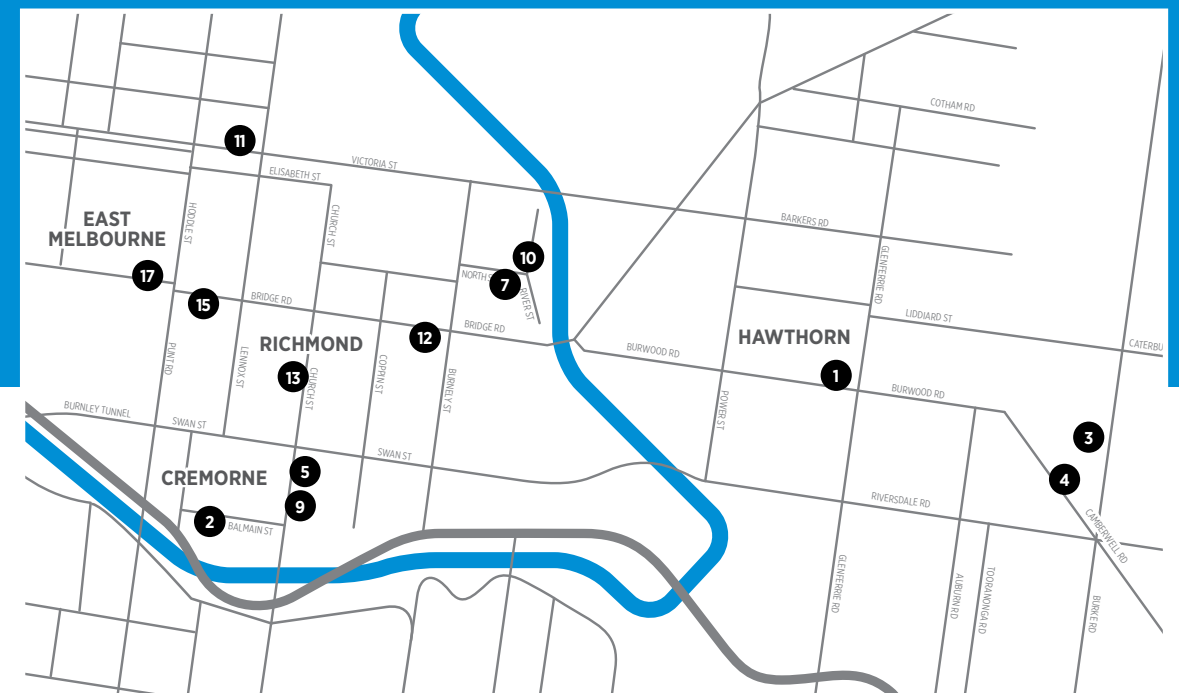 COTHAM RD
11
VICTORIA ST
ELISABETH ST
HODDLE ST
CHURCH ST
EAST
MELBOURNE
BARKERS RD
GLENFERRIE RD
10
17
NORTH S
7
RIVER ST
15
BRIDGE RD
12
BRIDGE RD
LIDDIARD ST
RICHMOND
HAWTHORN
CATERBU
BURWOOD RD
PUNT RD
LENNOX ST
13
CHURCH ST
COPPIN ST
BURNELY ST
1
BURWOOD RD
POWER ST
BURNLEY TUNNEL
SWAN ST
3
SWAN ST
CREMORNE
5
4
9
RIVERSDALE RD
2
BALMAIN ST
CAMBERWELL RD
GLENFERRIE RD
AUBURN RD
TOORANONGA RD
BURKE RD